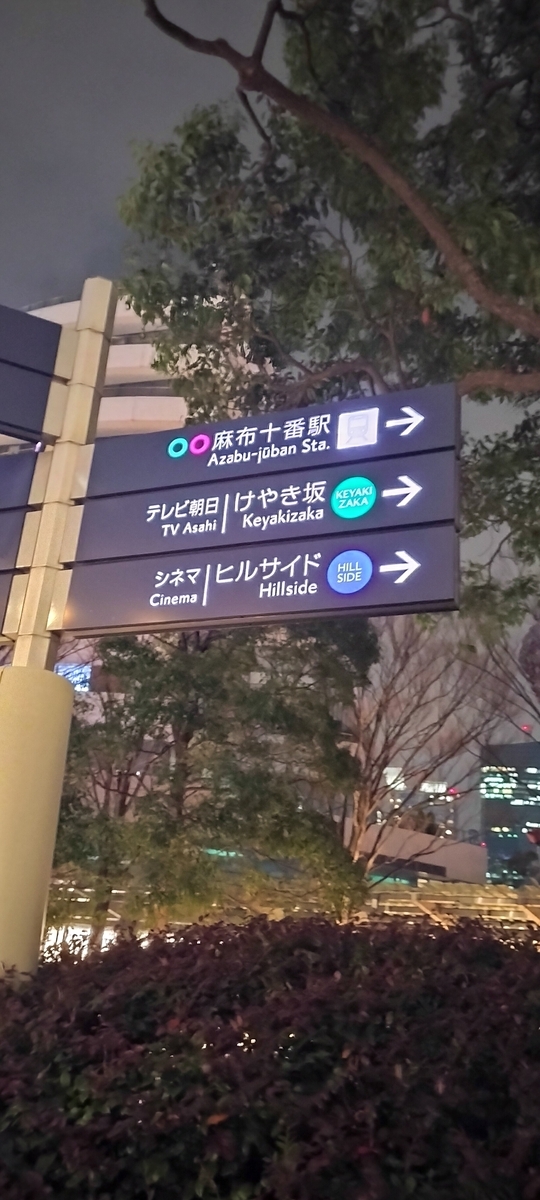 麻布十番駅
Azabu-jūban Sta.
テレビ朝日 けやき坂
TV Asahi Keyakizaka
KEYAKI
ZAKA
シネマ ヒルサイド
Cinema Hillside
HILL
SIDE